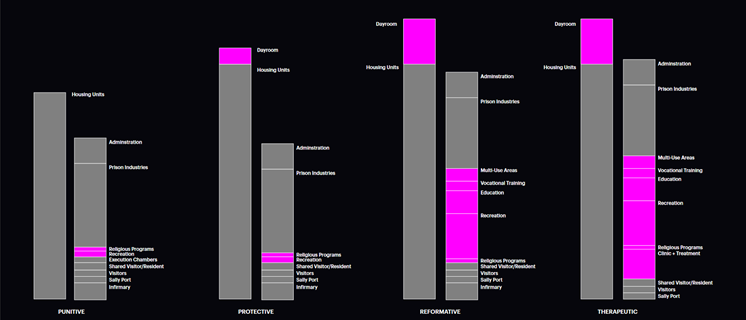 Housing Units
Adminstration
Prison Industries
Religious Programs
Recreation
Execution Chambers
Shared Visitor/Resident
Visitors
Sally Port
Infirmary
PUNITIVE
Dayroom
Housing Units
Adminstration
Prison Industries
Religious Programs
Recreation
Shared Visitor/Resident
Visitors
Sally Port
Infirmary
PROTECTIVE
Dayroom
Housing Units
Adminstration
Prison Industries
Multi-Use Areas
Vocational Training
Education
Recreation
Religious Programs
Shared Visitor/Resident
Visitors
Sally Port
Infirmary
REFORMATIVE
Dayroom
Housing Units
Adminstration
Prison Industries
Multi-Use Areas
Vocational Training
Education
Recreation
Religious Programs
Clinic + Treatment
Shared Visitor/Resident
Visitors
Sally Port
THERAPEUTIC